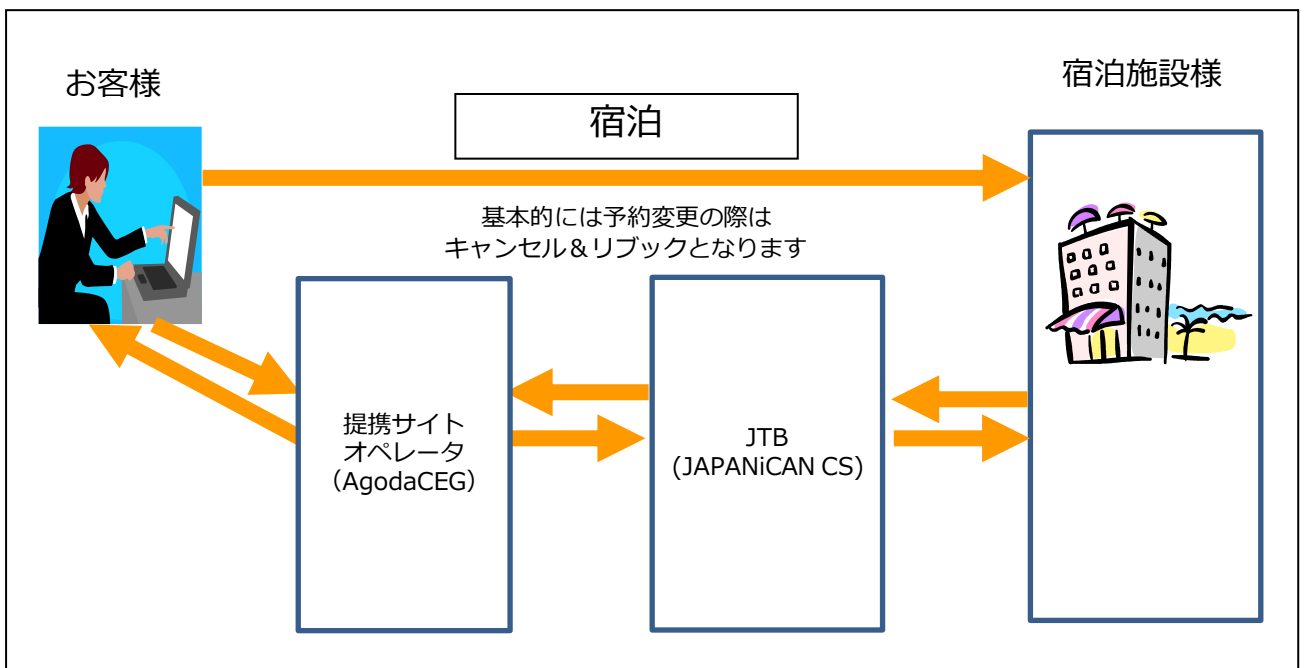 お客様
宿泊施設様
宿泊
基本的には予約変更の際は
キャンセル＆リブックとなります
提携サイト
オペレータ
（AgodaCEG）
JTB
(JAPANiCAN CS)